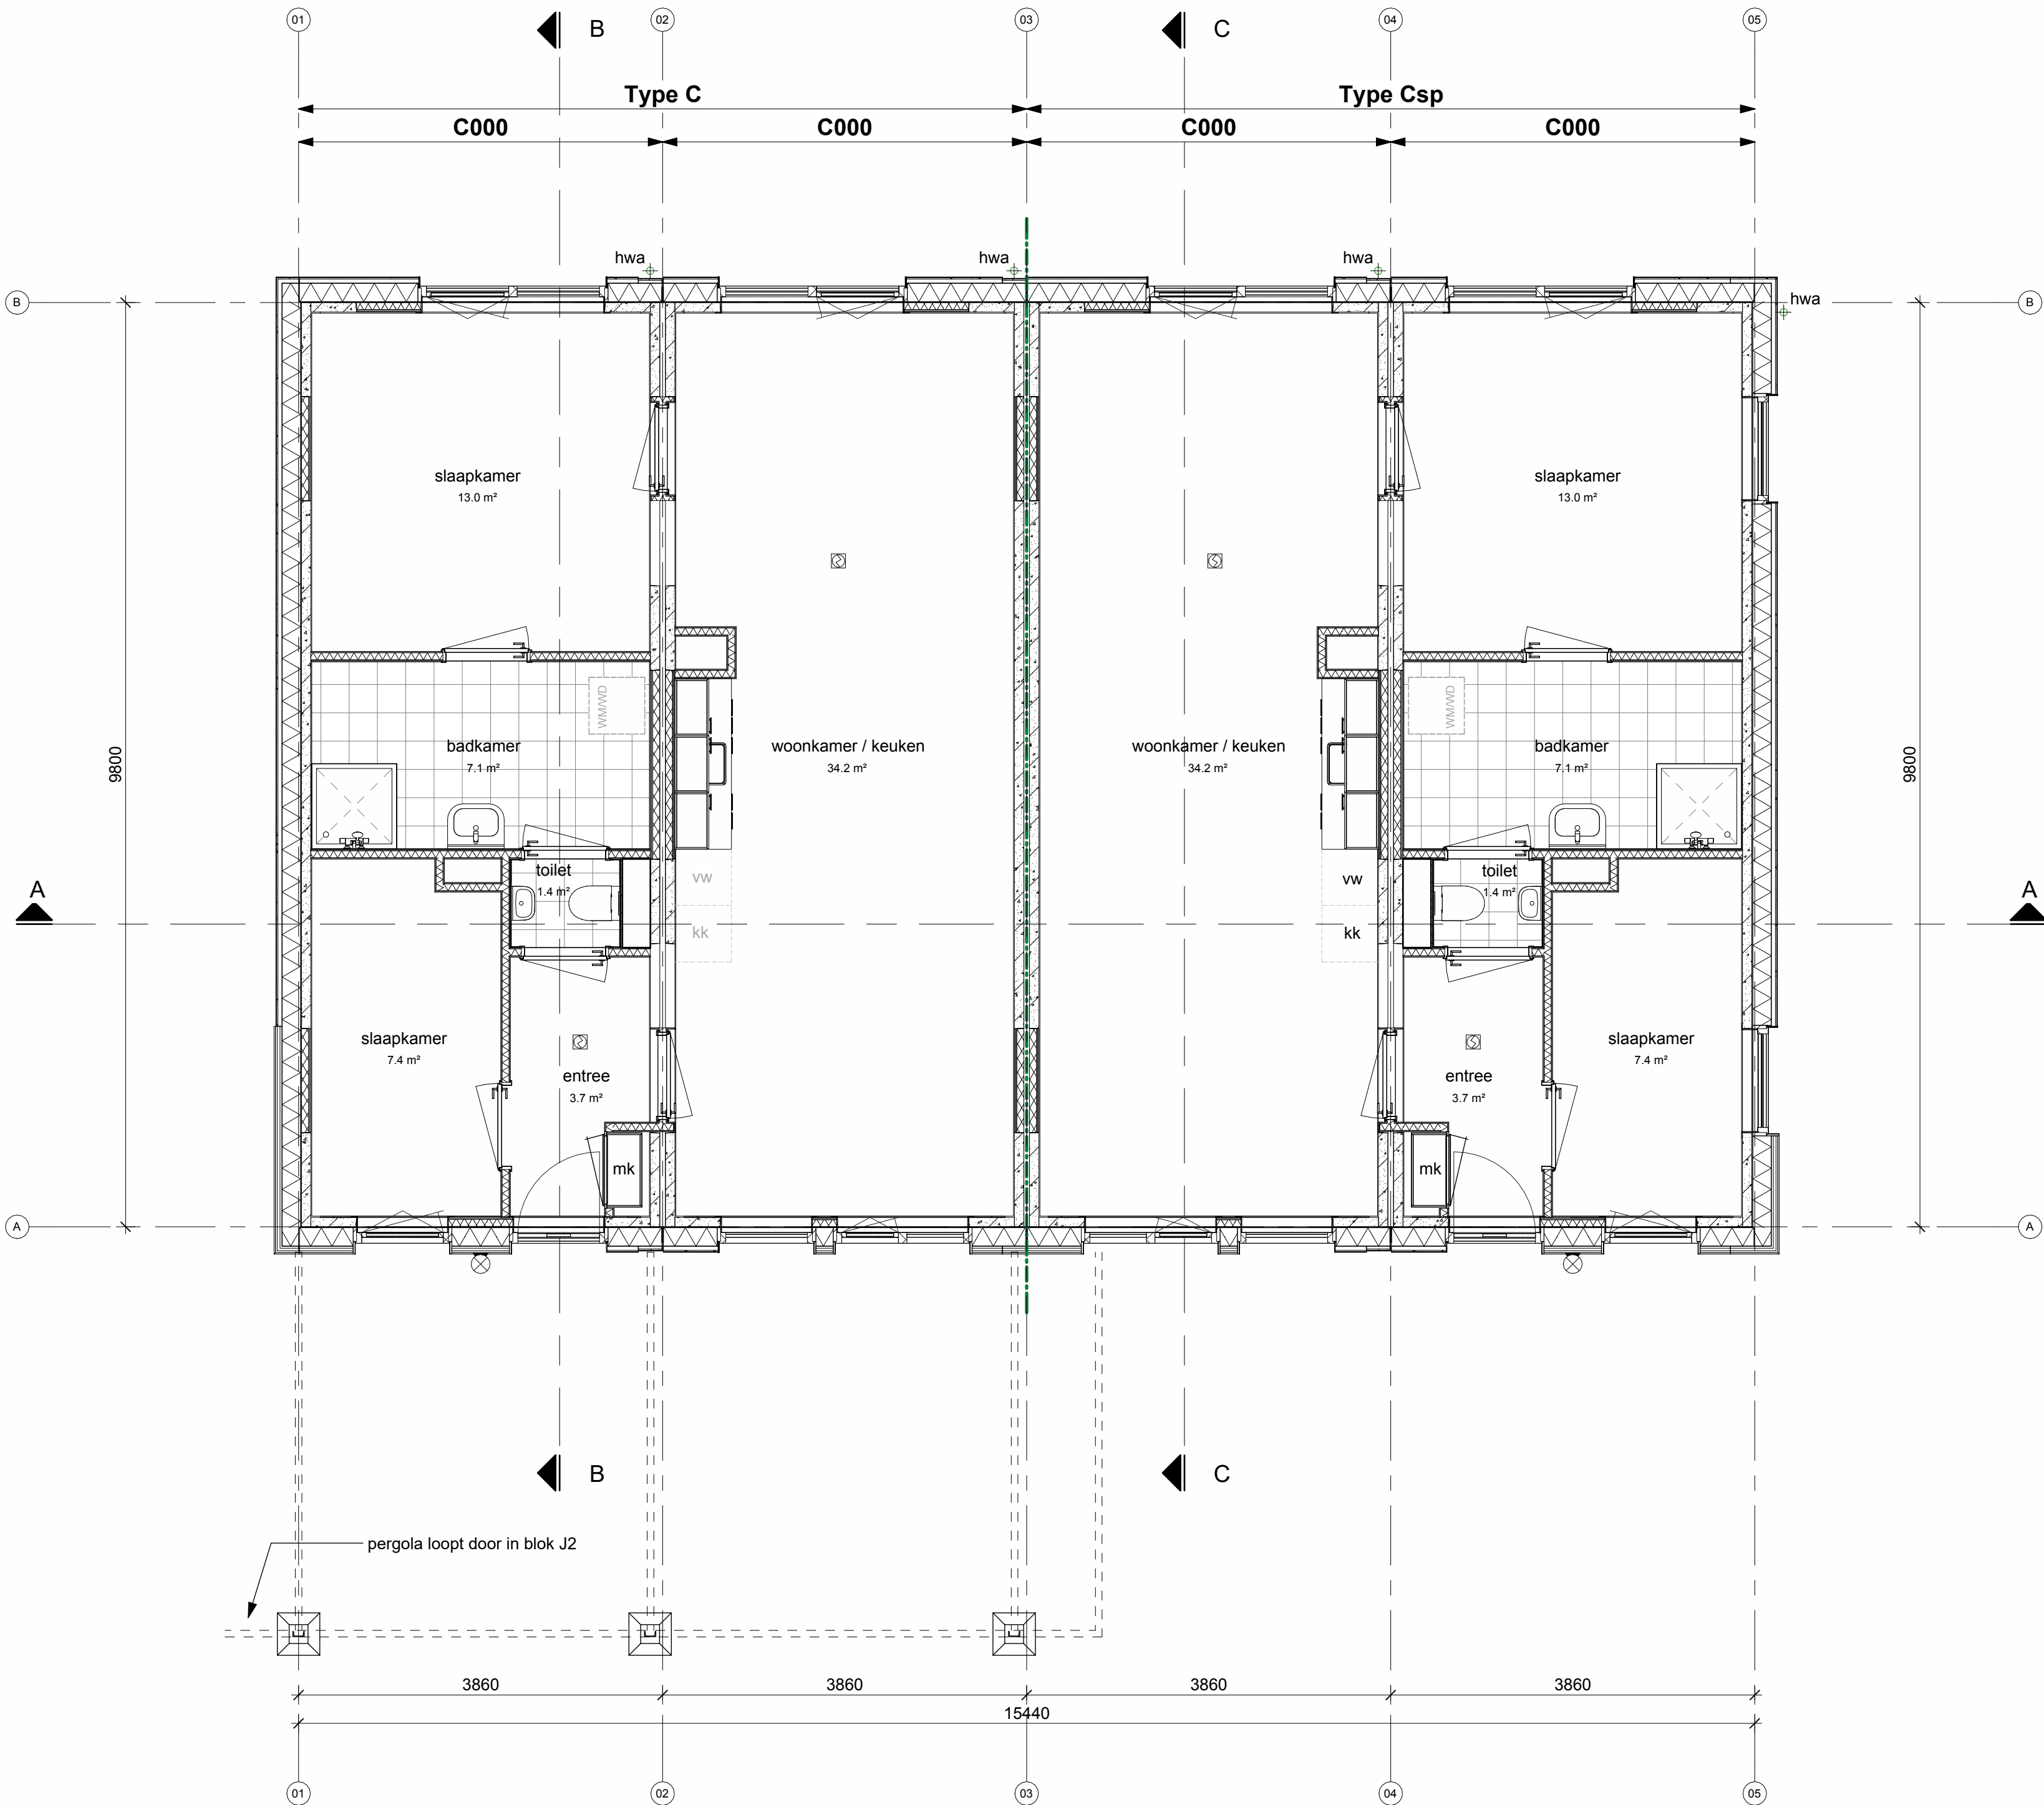 01 02 03 04 05
B C
Type C Type Csp
C000 C000 C000 C000
hwa hwa hwa
hwa
B B
slaapkamer slaapkamer
13.0 m² 13.0 m²
WM/WD WM/WD
badkamer woonkamer / keuken woonkamer / keuken badkamer
7.1 m² 34.2 m² 34.2 m² 7.1 m²
9800 9800
toilet toilet
1.4 m² 1.4 m²
vw vw
A A
kk kk
slaapkamer slaapkamer
7.4 m² 7.4 m²
entree entree
3.7 m² 3.7 m²
mk mk
A A
B C
pergola loopt door in blok J2
3860 3860 3860 3860
15440
01 02 03 04 05